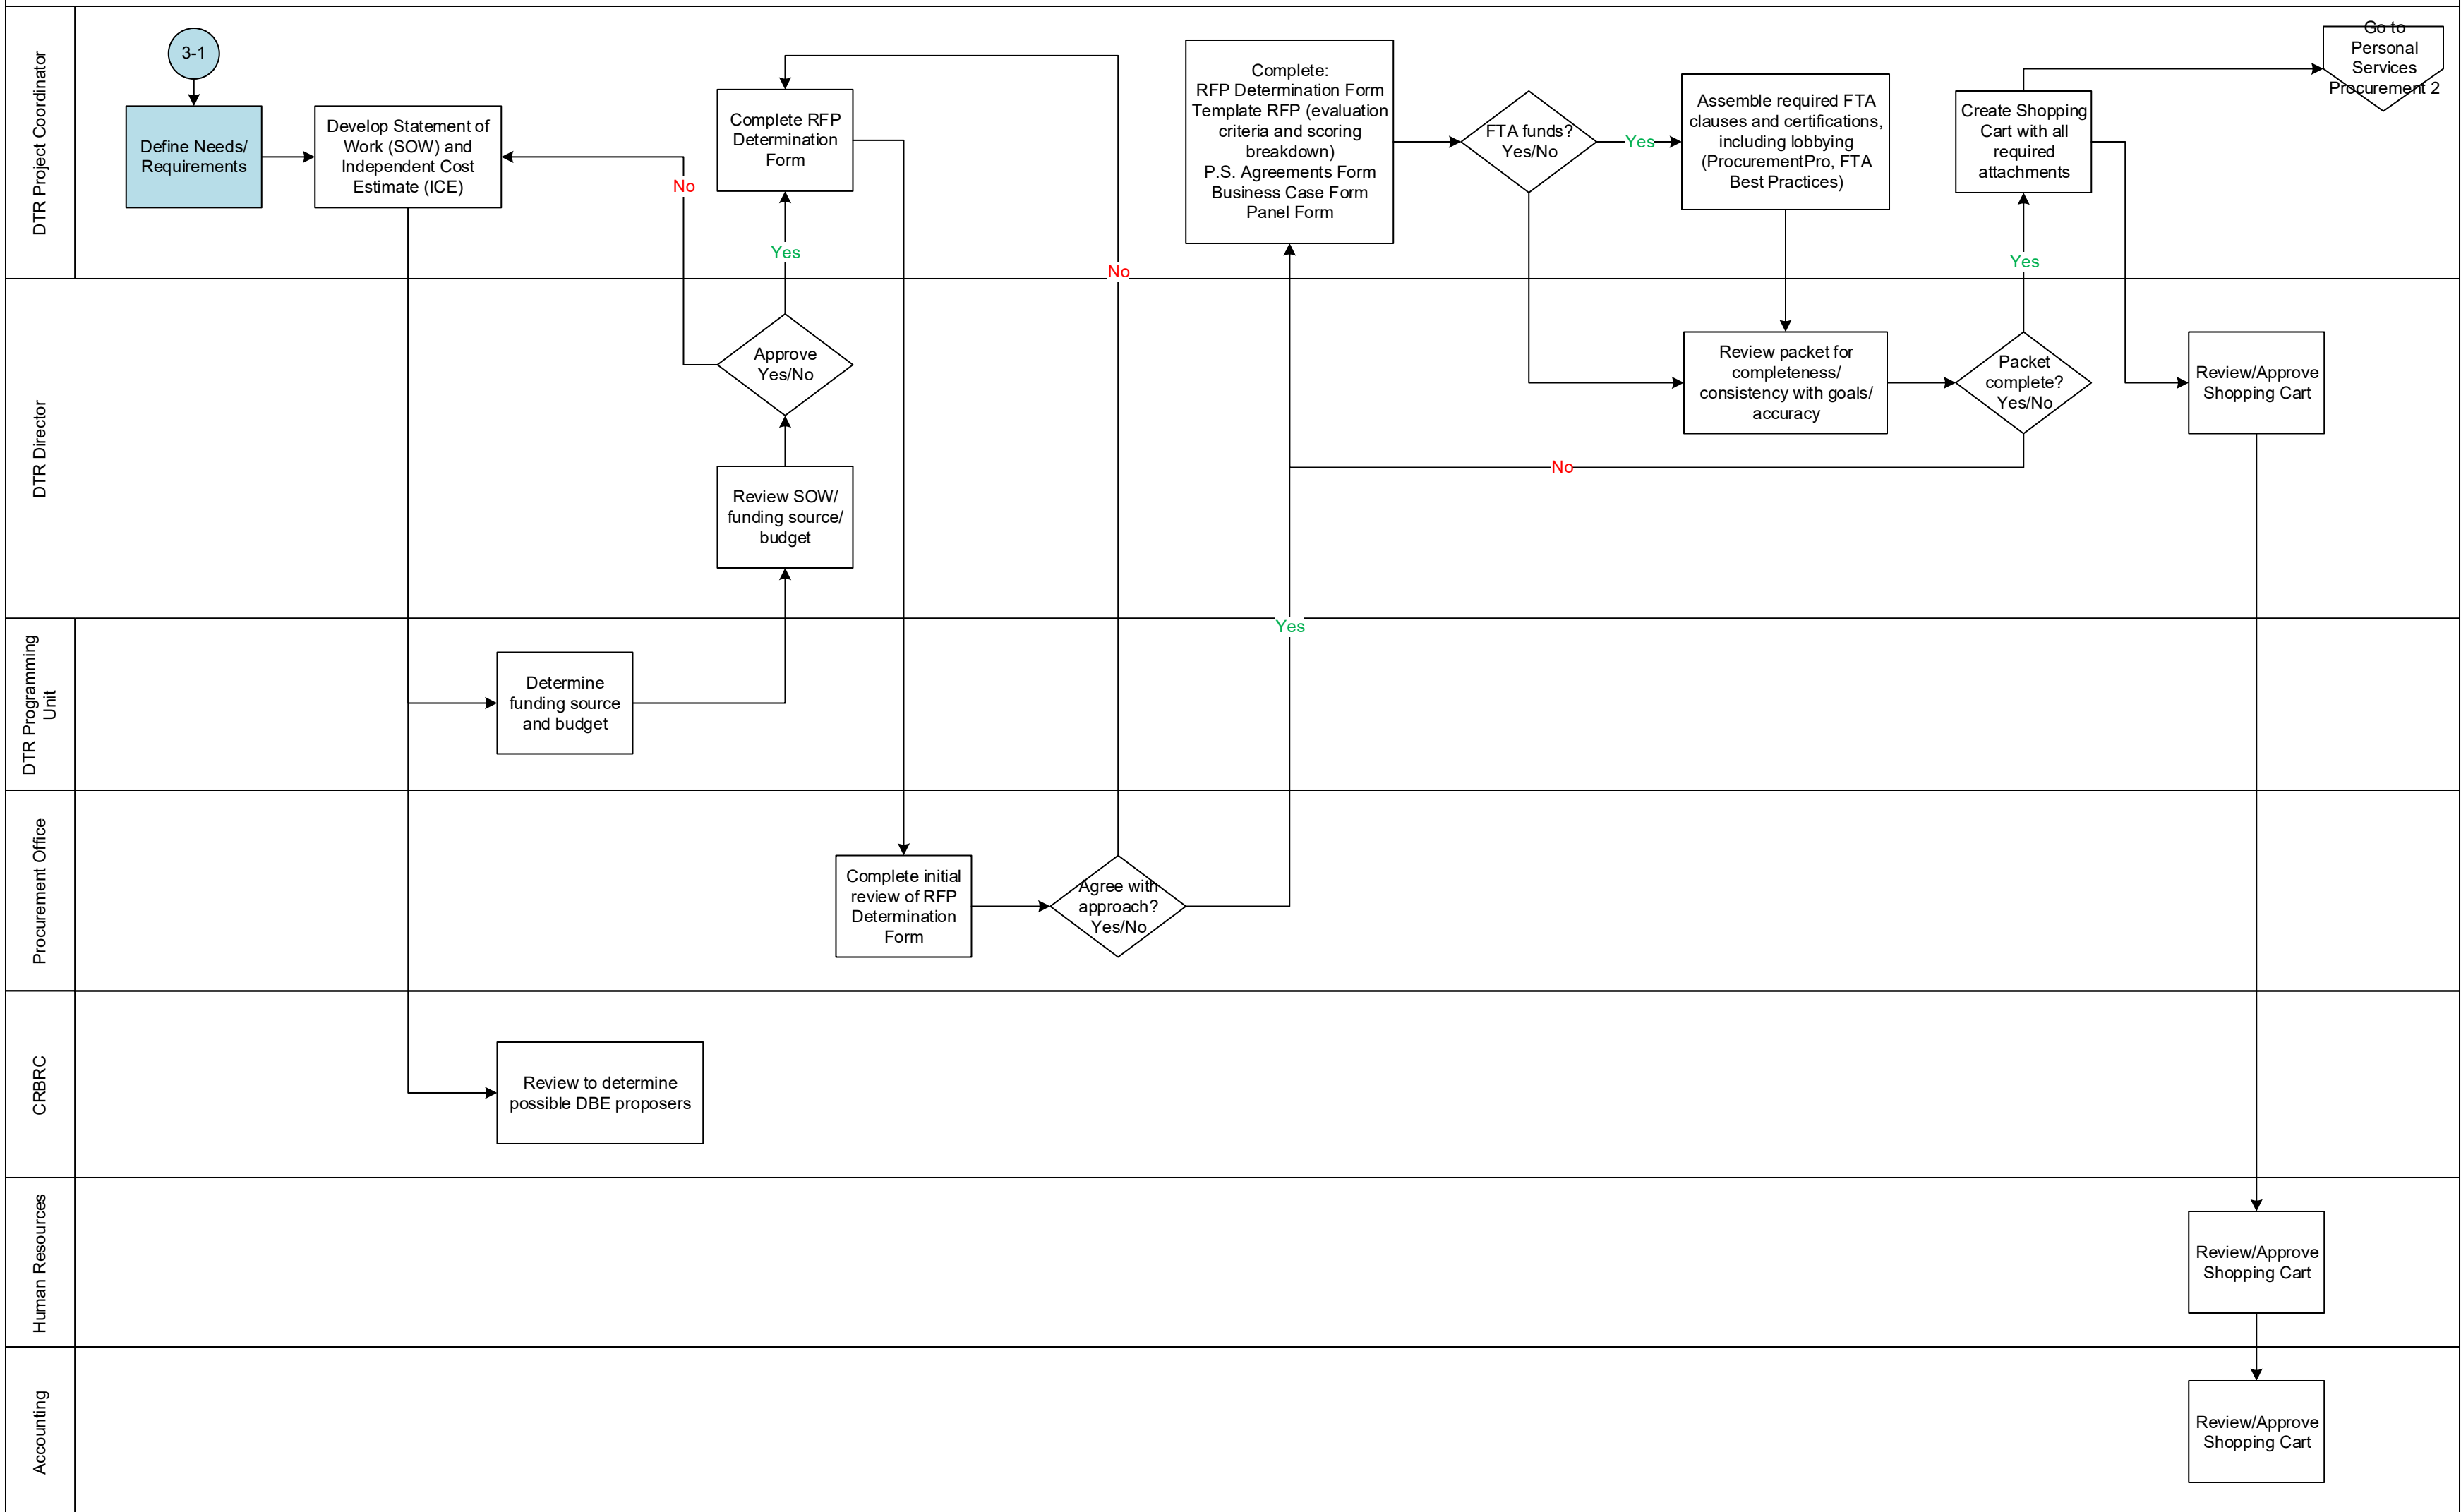 DTR Project Coordinator
3-1
Define Needs/
Requirements
Develop Statement of
Work (SOW) and
Independent Cost
Estimate (ICE)
No
Complete RFP
Determination
Form
Yes
No
Complete:
RFP Determination Form
Template RFP (evaluation
criteria and scoring
breakdown)
P.S. Agreements Form
Business Case Form
Panel Form
FTA funds?
Yes/No
Yes
Assemble required FTA
clauses and certifications,
including lobbying
(ProcurementPro, FTA
Best Practices)
Create Shopping
Cart with all
required
attachments
Yes
Go to
Personal
Services
Procurement 2
DTR Director
Approve
Yes/No
Review SOW/
funding source/
budget
Review packet for
completeness/
consistency with goals/
accuracy
Packet
complete?
Yes/No
Review/Approve
Shopping Cart
No
Yes
DTR Programming
Unit
Determine
funding source
and budget
Procurement Office
Complete initial
review of RFP
Determination
Form
Agree with
approach?
Yes/No
CRBRC
Review to determine
possible DBE proposers
Human Resources
Review/Approve
Shopping Cart
Accounting
Review/Approve
Shopping Cart